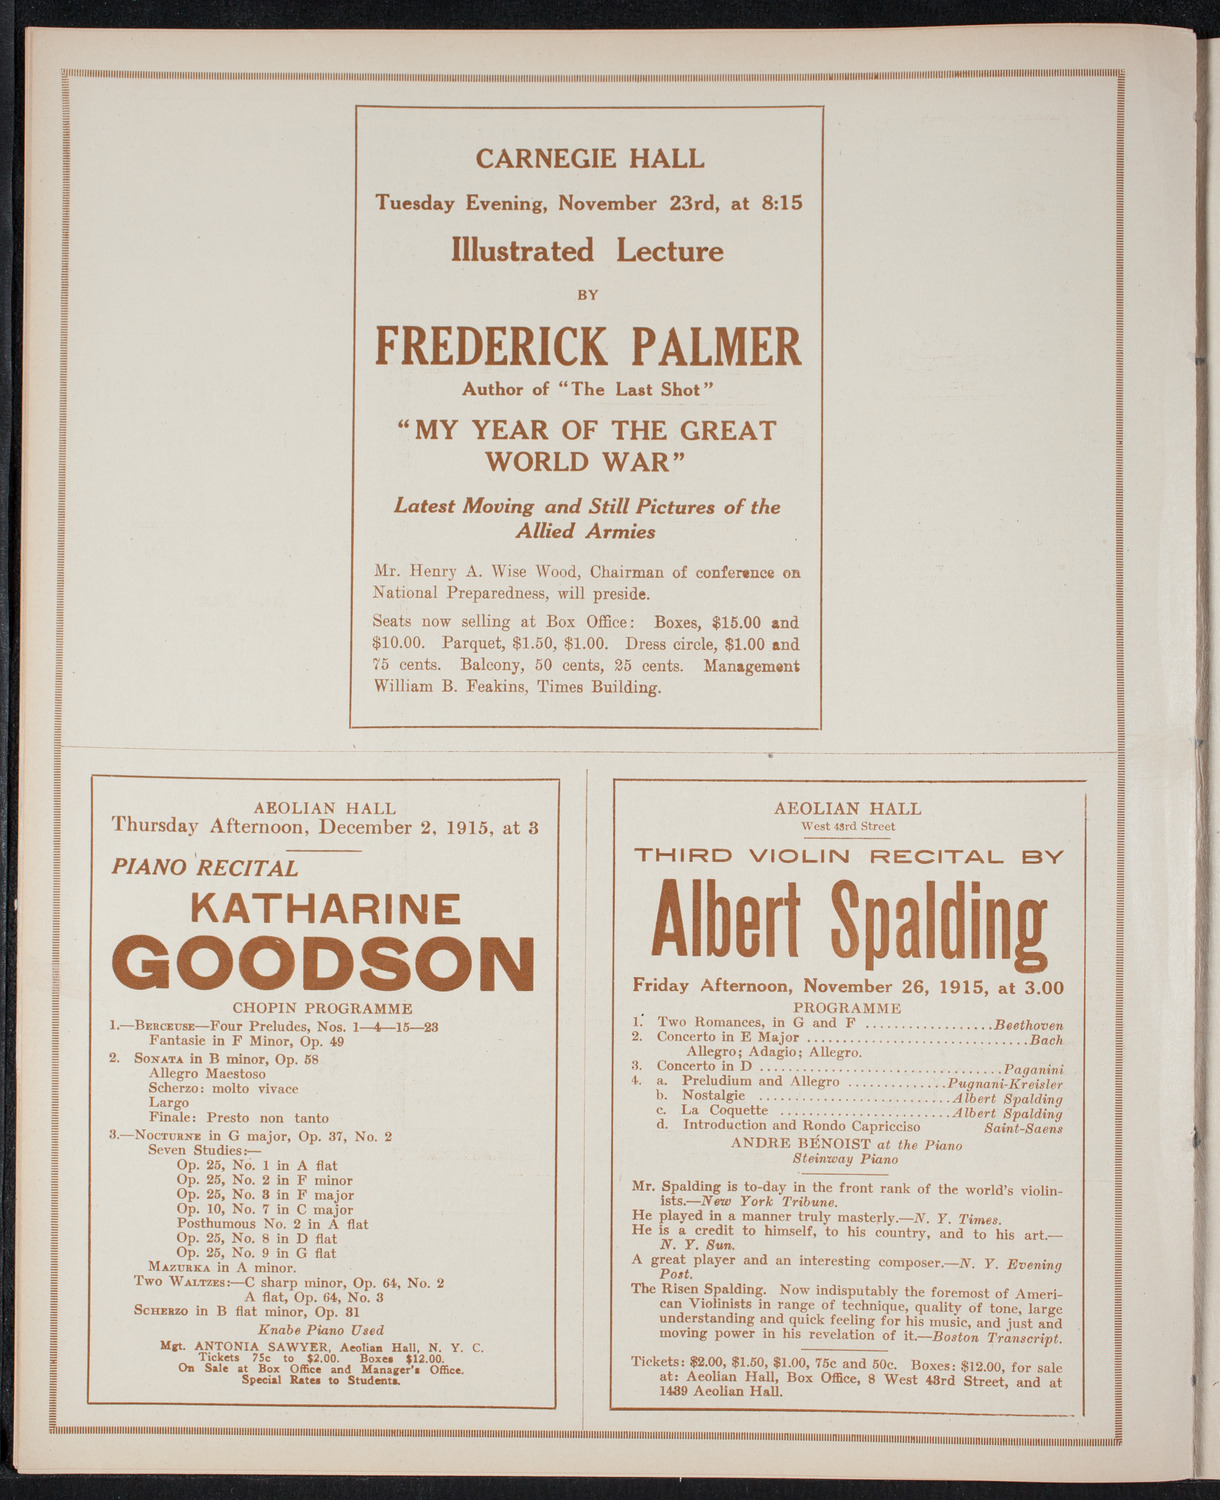 CARNEGIE HALL
Tuesday Evening, November 23rd, at 8:15
Illustrated Lecture
BY
FREDERICK PALMER
Author of "The Last Shot"
"MY YEAR OF THE GREAT
WORLD WAR"
Latest Moving and Still Pictures of the
Allied Armies
Mr. Henry A. Wise Wood, Chairman of conference on
National Preparedness, will preside.
Seats now selling at Box Office: Boxes, $15.00 and
$10.00. Parquet, $1.50, $1.00. Dress circle, $1.00 and
75 cents. Balcony, 50 cents, 25 cents. Management
William B. Feakins, Times Building.
AEOLIAN HALL
Thursday Afternoon, December 2, 1915, at 3
PIANO RECITAL
KATHARINE
GOODSON
CHOPIN PROGRAMME
1.—BERCEUSE—Four Preludes, Nos. 1—4—15—23
Fantasie in F Minor, Op. 49
2. SONATA in B minor, Op. 58
Allegro Maestoso
Scherzo: molto vivace
Largo
Finale: Presto non tanto
3.—NOCTURNE in G major, Op. 37, No. 2
Seven Studies:—
Op. 25, No. 1 in A flat
Op. 25, No. 2 in F minor
Op. 25, No. 3 in F major
Op. 10, No. 7 in C major
Posthumous No. 2 in A flat
Op. 25, No. 8 in D flat
Op. 25, No. 9 in G flat
MAZURKA in A minor.
TWO WALTZES:—C sharp minor, Op. 64, No. 2
A flat, Op. 64, No. 3
SCHERZO in B flat minor, Op. 31
Knabe Piano Used
Mgt. ANTONIA SAWYER, Aeolian Hall, N. Y. C.
Tickets 75c to $2.00. Boxes $12.00.
On Sale at Box Office and Manager's Office.
Special Rates to Students.
AEOLIAN HALL
West 43rd Street
THIRD VIOLIN RECITAL BY
Albert Spalding
Friday Afternoon, November 26, 1915, at 3.00
PROGRAMME
1. Two Romances, in G and F ..................Beethoven
2. Concerto in E Major ...............................Bach
Allegro; Adagio; Allegro.
3. Concerto in D ..................................Paganini
4. a. Preludium and Allegro ..............Pugnani-Kreisler
b. Nostalgie ...........................Albert Spalding
c. La Coquette ........................Albert Spalding
d. Introduction and Rondo Capricciso Saint-Saens
ANDRE BÉNOIST at the Piano
Steinway Piano
Mr. Spalding is to-day in the front rank of the world's violin-
ists.—New York Tribune.
He played in a manner truly masterly.—N. Y. Times.
He is a credit to himself, to his country, and to his art.—
N. Y. Sun.
A great player and an interesting composer.—N. Y. Evening
Post.
The Risen Spalding. Now indisputably the foremost of Ameri-
can Violinists in range of technique, quality of tone, large
understanding and quick feeling for his music, and just and
moving power in his revelation of it.—Boston Transcript.
Tickets: $2.00, $1.50, $1.00, 75c and 50c. Boxes: $12.00, for sale
at: Aeolian Hall, Box Office, 8 West 43rd Street, and at
1439 Aeolian Hall.